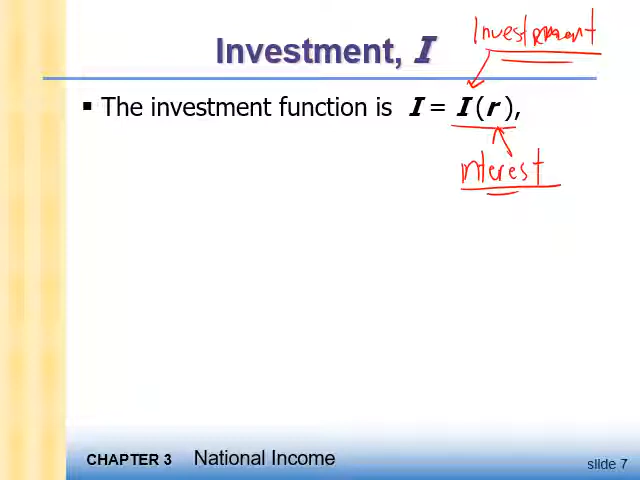 Investment
Investment, I
▪ The investment function is I = I (r),
interest
CHAPTER 3 National Income
slide 7